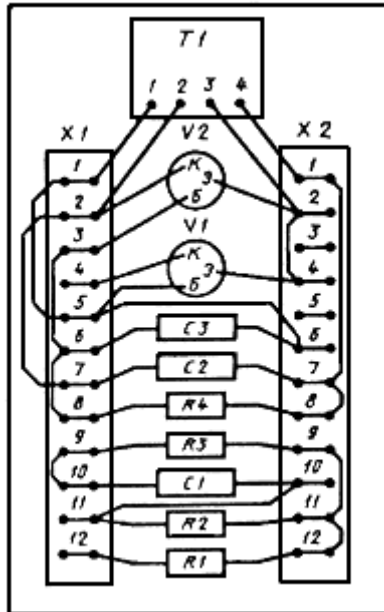 T1
1 2 3 4
X1 V2 X2
1 К Э 1
2 Б 2
3 V1 3
4 К Э 4
5 Б 5
6 C3 6
7 C2 7
8 R4 8
9 R3 9
10 C1 10
11 R2 11
12 R1 12